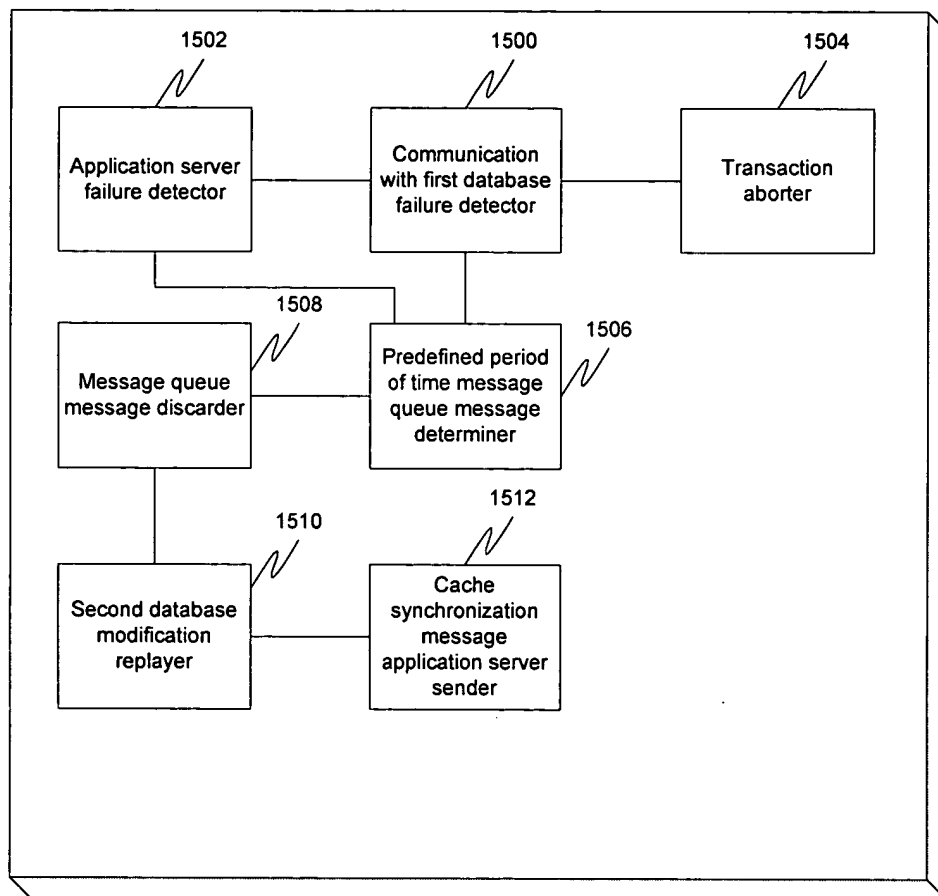 1502
1500
1504
Application server
failure detector
Communication
with first database
failure detector
Transaction
aborter
1508
1506
Message queue
message discarder
Predefined period
of time message
queue message
determiner
1510
1512
Second database
modification
replayer
Cache
synchronization
message
application server
sender